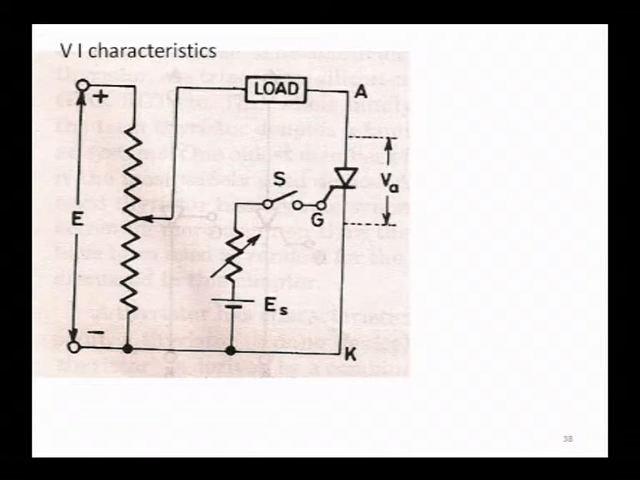 V I characteristics
LOAD
A
+
S
Va
E
G
Es
−
K
38